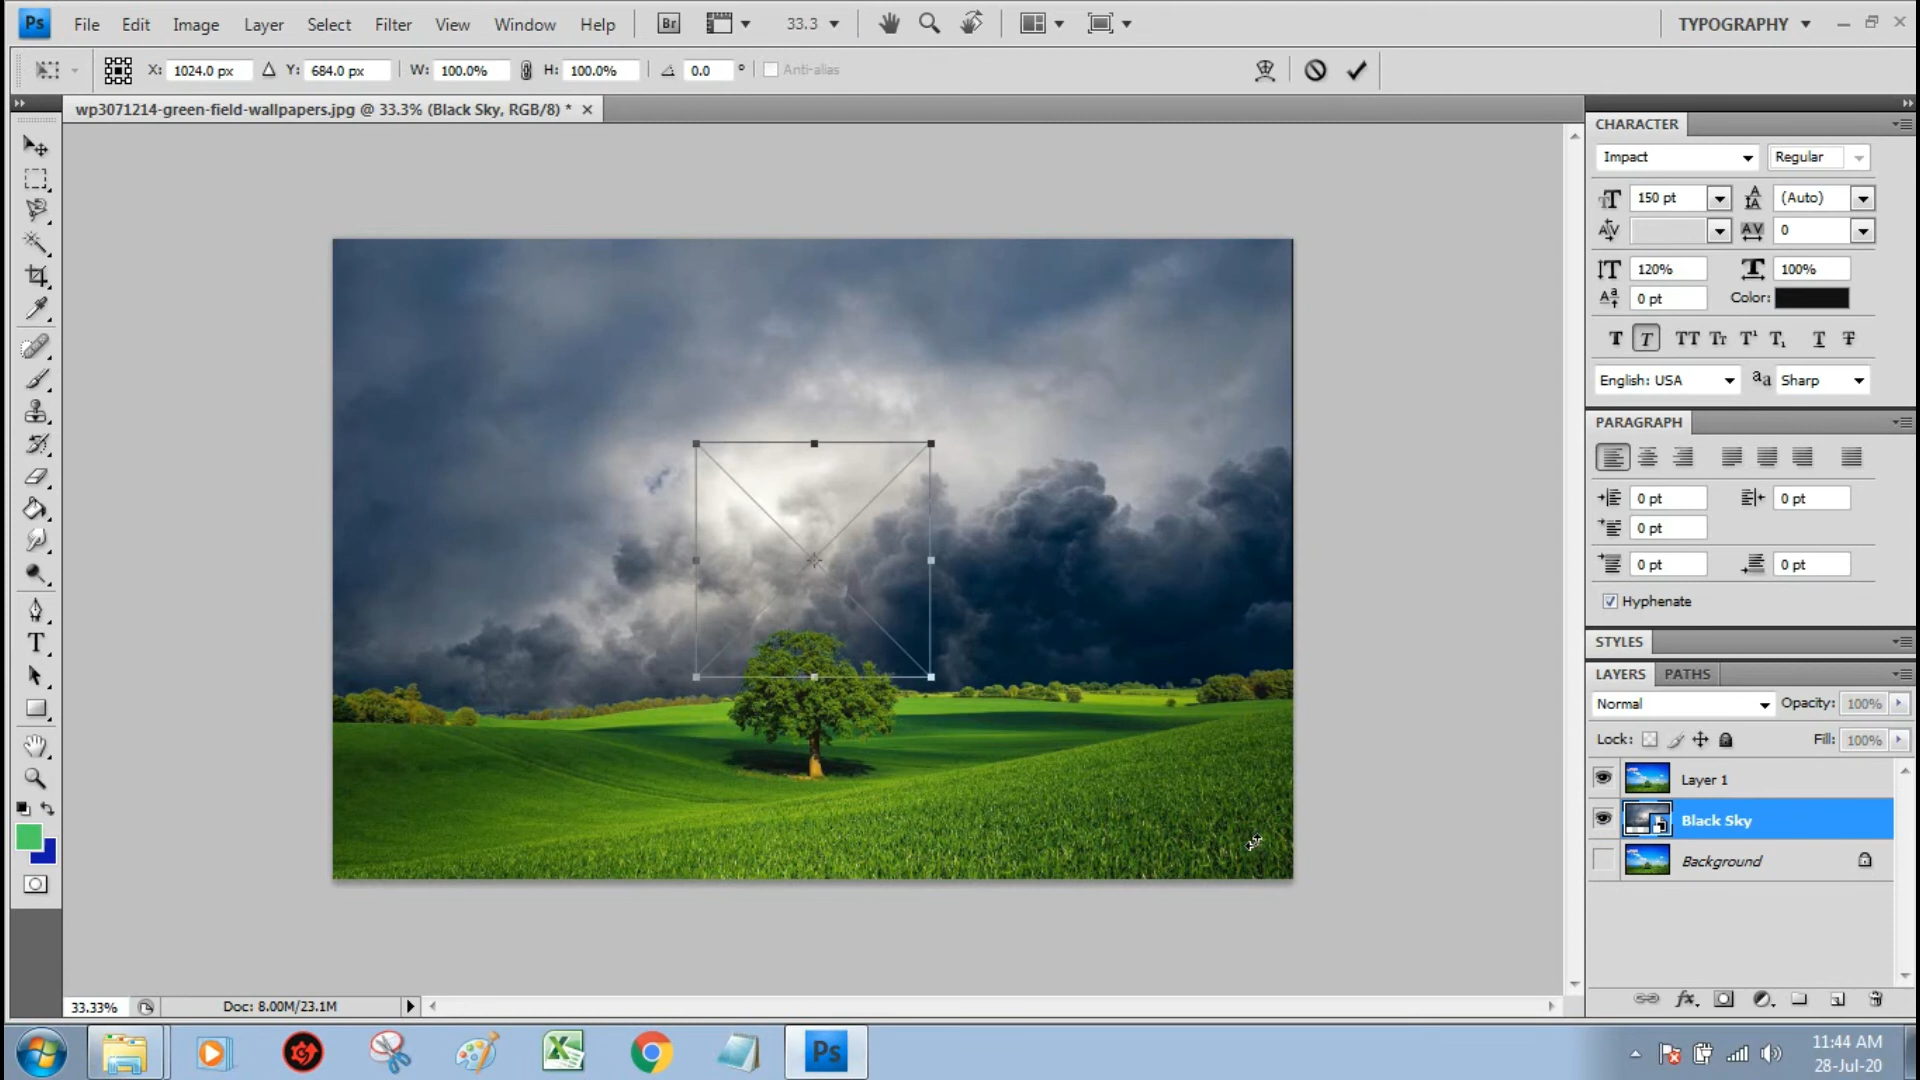 Ps File Edit Image Layer Select Filter View Window Help Br 33.3 TYPOGRAPHY
X: 1024.0 px Y: 684.0 px W: 100.0% H: 100.0% 0.0 ° Anti-alias
wp3071214-green-field-wallpapers.jpg @ 33.3% (Black Sky, RGB/8) *
CHARACTER
Impact Regular
150 pt (Auto)
0
120% 100%
0 pt Color:
English: USA Sharp
PARAGRAPH
0 pt 0 pt
0 pt
0 pt 0 pt
Hyphenate
STYLES
LAYERS PATHS
Normal Opacity: 100%
Lock: Fill: 100%
Layer 1
Black Sky
Background
33.33% Doc: 8.00M/23.1M
Ps
11:44 AM
28-Jul-20